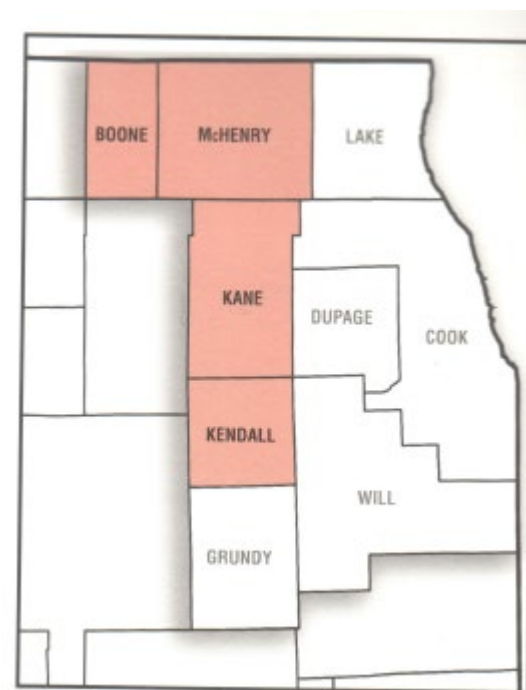 BOONE
McHENRY
LAKE
KANE
DUPAGE
COOK
KENDALL
WILL
GRUNDY